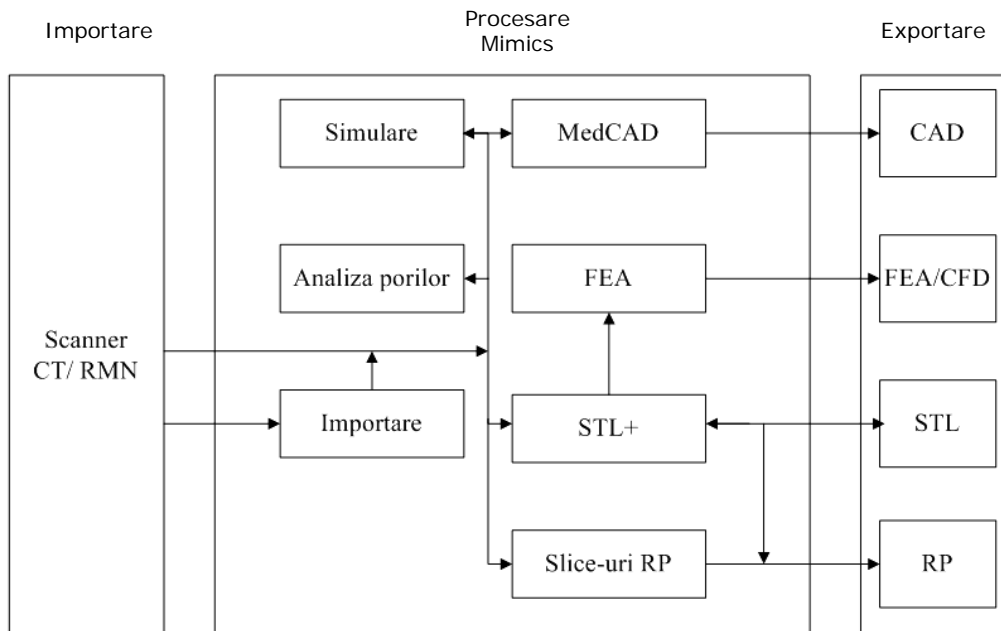 Importare
Procesare
Mimics
Exportare
Simulare
MedCAD
CAD
Analiza porilor
FEA
FEA/CFD
Scanner
CT/ RMN
Importare
STL+
STL
Slice-uri RP
RP